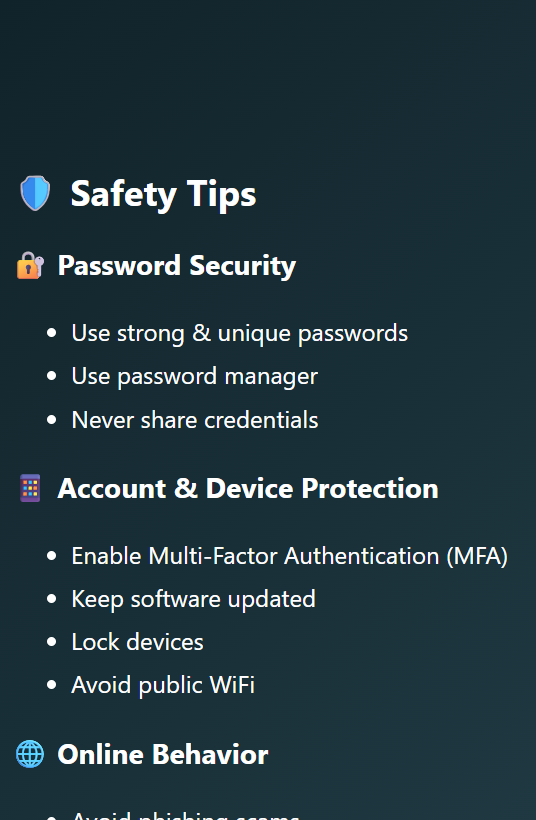 Safety Tips
Password Security
Use strong & unique passwords
Use password manager
Never share credentials
Account & Device Protection
Enable Multi-Factor Authentication (MFA)
Keep software updated
Lock devices
Avoid public WiFi
Online Behavior
Avoid phishing scams